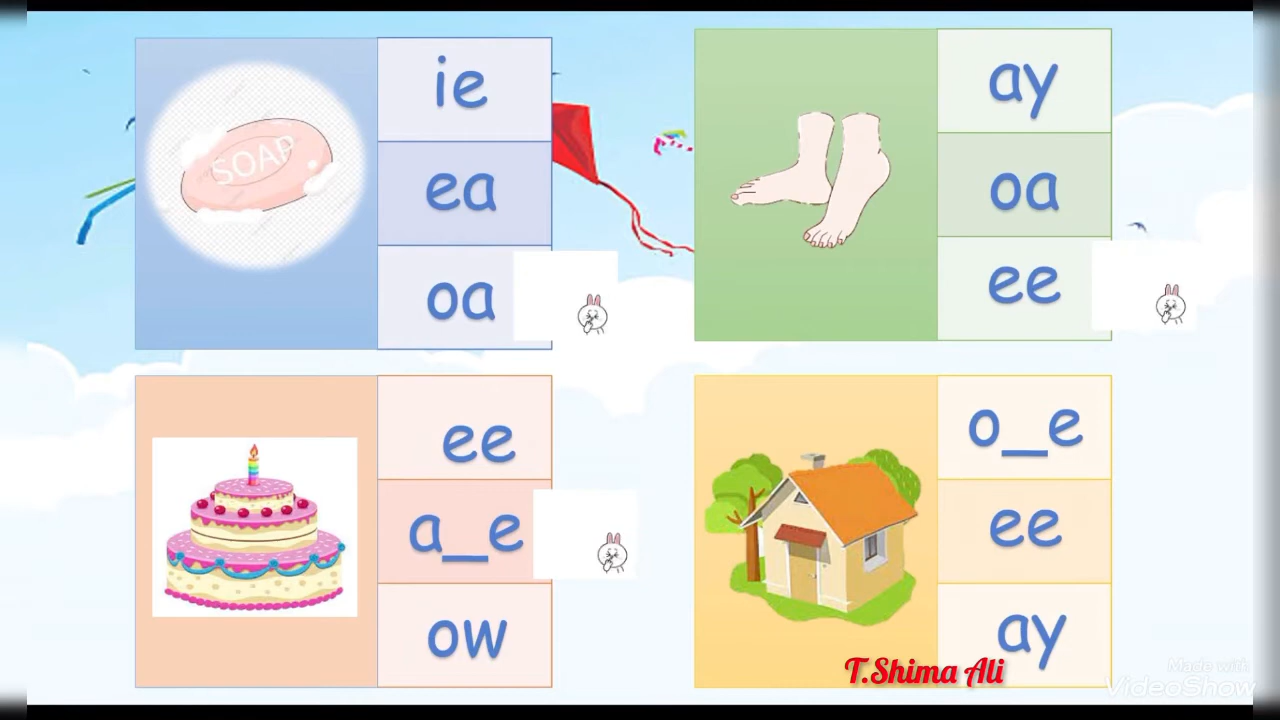 SOAP
ie
ea
oa
ay
oa
ee
ee
a_e
ow
o_e
ee
ay
T.Shima Ali
Made with
VideoShow